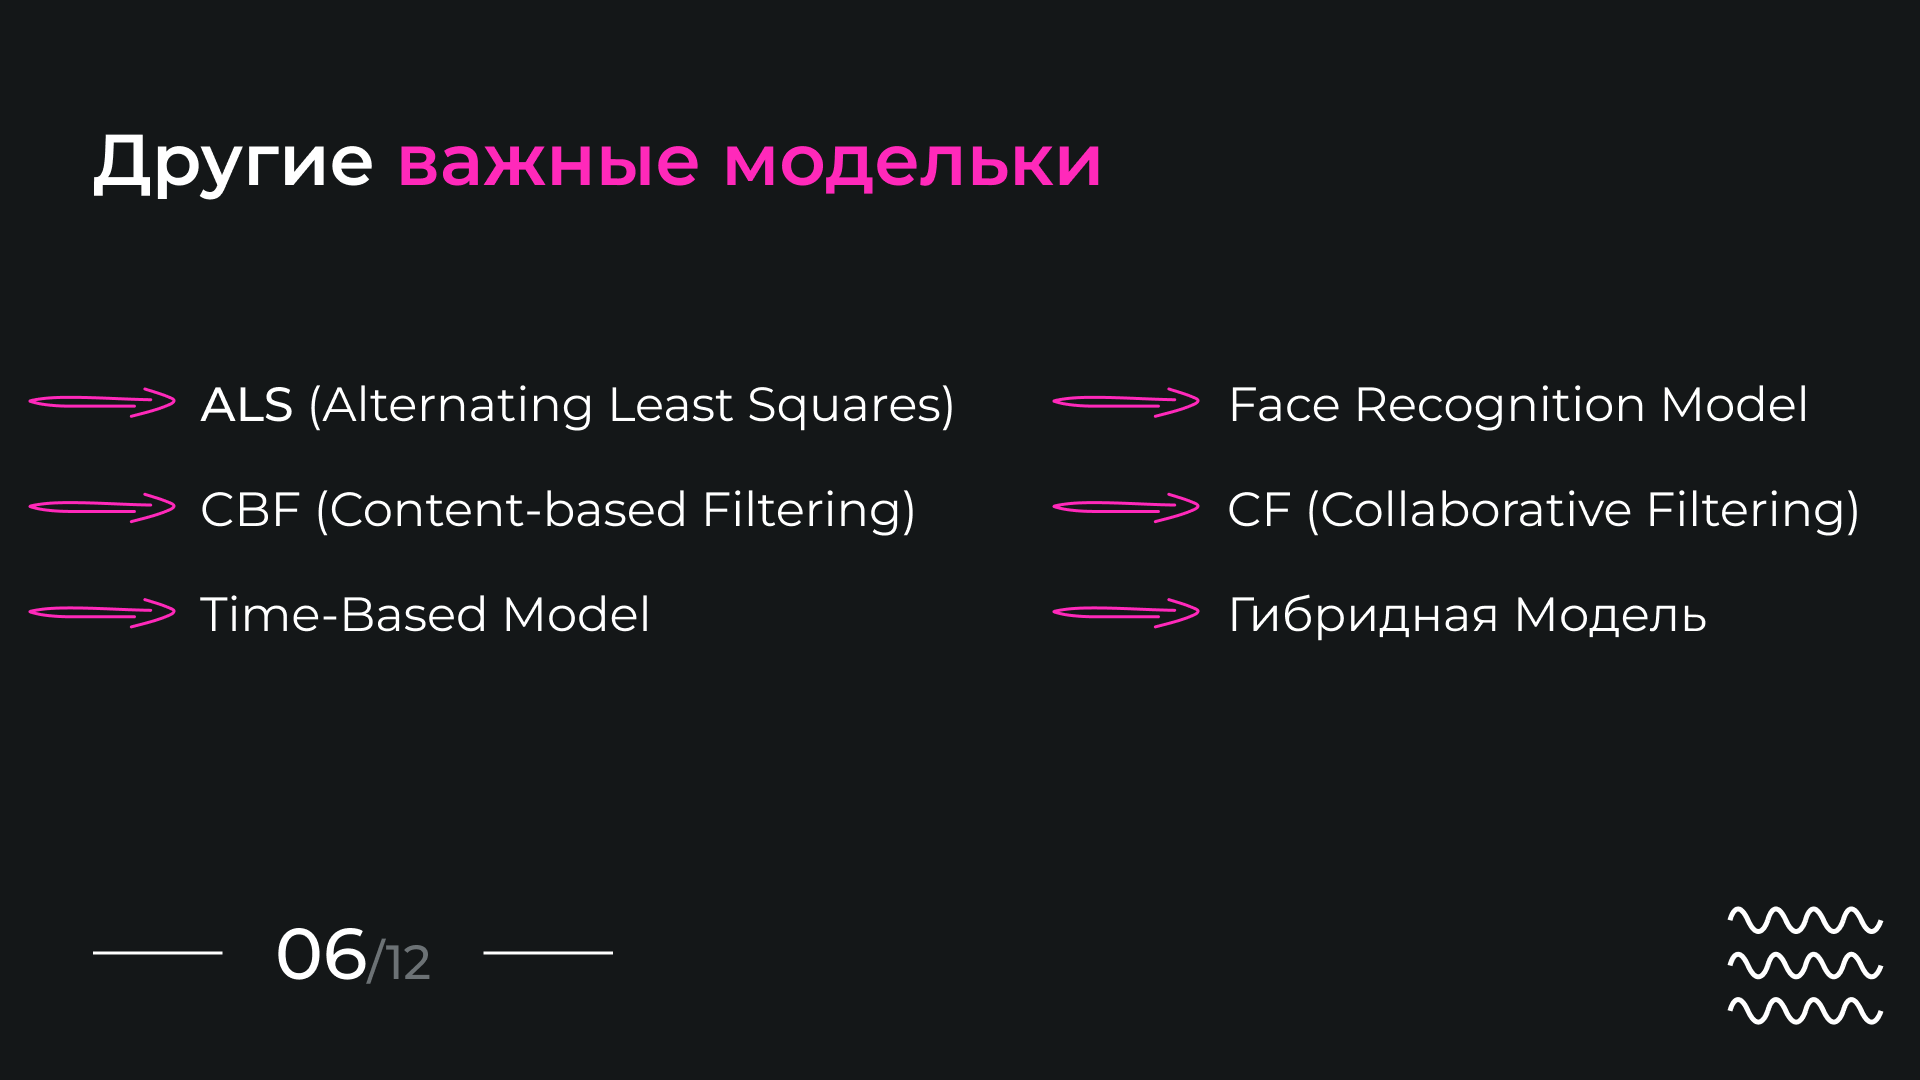 Другие важные модельки
ALS (Alternating Least Squares)
CBF (Content-based Filtering)
Time-Based Model
Face Recognition Model
CF (Collaborative Filtering)
Гибридная Модель
06/12